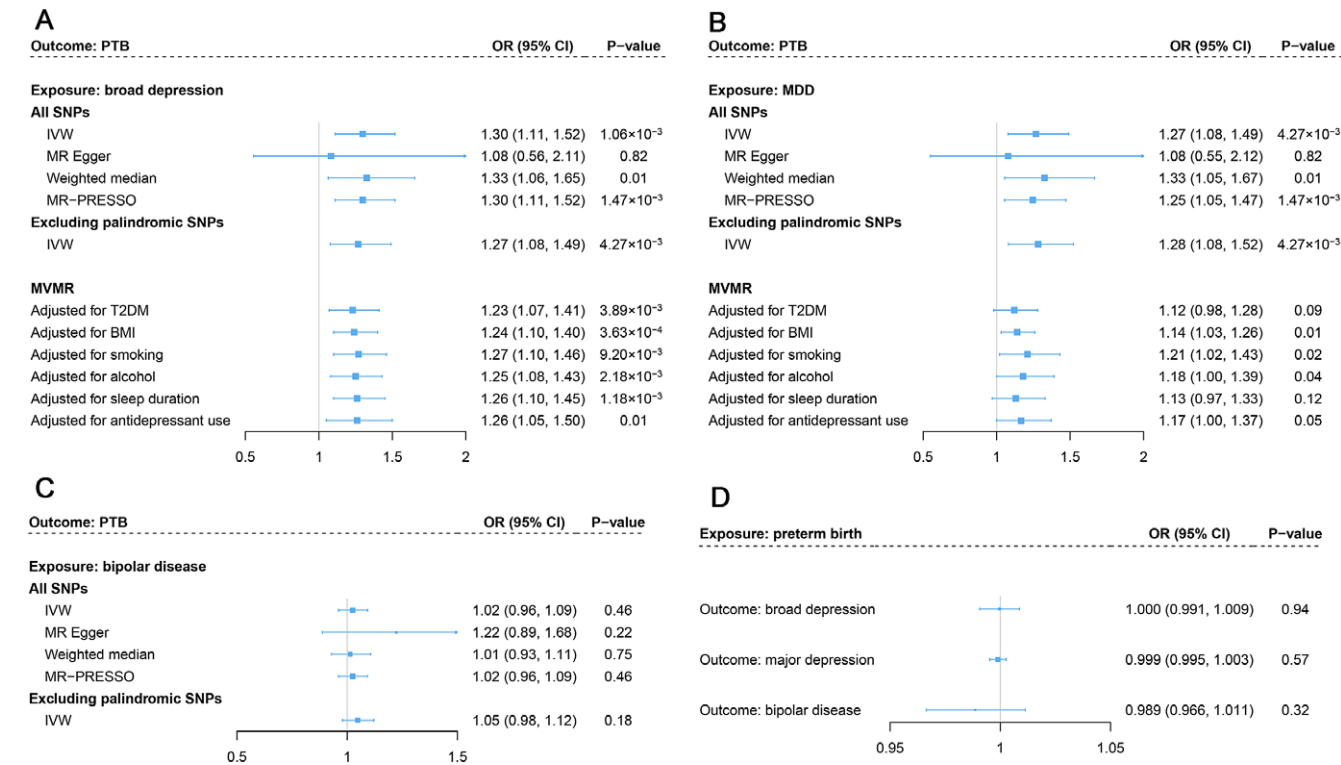 A
Outcome: PTB OR (95% CI) P−value
Exposure: broad depression
All SNPs
IVW 1.30 (1.11, 1.52) 1.06×10⁻³
MR Egger 1.08 (0.56, 2.11) 0.82
Weighted median 1.33 (1.06, 1.65) 0.01
MR−PRESSO 1.30 (1.11, 1.52) 1.47×10⁻³
Excluding palindromic SNPs
IVW 1.27 (1.08, 1.49) 4.27×10⁻³
MVMR
Adjusted for T2DM 1.23 (1.07, 1.41) 3.89×10⁻³
Adjusted for BMI 1.24 (1.10, 1.40) 3.63×10⁻⁴
Adjusted for smoking 1.27 (1.10, 1.46) 9.20×10⁻³
Adjusted for alcohol 1.25 (1.08, 1.43) 2.18×10⁻³
Adjusted for sleep duration 1.26 (1.10, 1.45) 1.18×10⁻³
Adjusted for antidepressant use 1.26 (1.05, 1.50) 0.01
0.5 1 1.5 2
B
Outcome: PTB OR (95% CI) P−value
Exposure: MDD
All SNPs
IVW 1.27 (1.08, 1.49) 4.27×10⁻³
MR Egger 1.08 (0.55, 2.12) 0.82
Weighted median 1.33 (1.05, 1.67) 0.01
MR−PRESSO 1.25 (1.05, 1.47) 1.47×10⁻³
Excluding palindromic SNPs
IVW 1.28 (1.08, 1.52) 4.27×10⁻³
MVMR
Adjusted for T2DM 1.12 (0.98, 1.28) 0.09
Adjusted for BMI 1.14 (1.03, 1.26) 0.01
Adjusted for smoking 1.21 (1.02, 1.43) 0.02
Adjusted for alcohol 1.18 (1.00, 1.39) 0.04
Adjusted for sleep duration 1.13 (0.97, 1.33) 0.12
Adjusted for antidepressant use 1.17 (1.00, 1.37) 0.05
0.5 1 1.5 2
C
Outcome: PTB OR (95% CI) P−value
Exposure: bipolar disease
All SNPs
IVW 1.02 (0.96, 1.09) 0.46
MR Egger 1.22 (0.89, 1.68) 0.22
Weighted median 1.01 (0.93, 1.11) 0.75
MR−PRESSO 1.02 (0.96, 1.09) 0.46
Excluding palindromic SNPs
IVW 1.05 (0.98, 1.12) 0.18
0.5 1 1.5
D
Exposure: preterm birth OR (95% CI) P−value
Outcome: broad depression 1.000 (0.991, 1.009) 0.94
Outcome: major depression 0.999 (0.995, 1.003) 0.57
Outcome: bipolar disease 0.989 (0.966, 1.011) 0.32
0.95 1 1.05